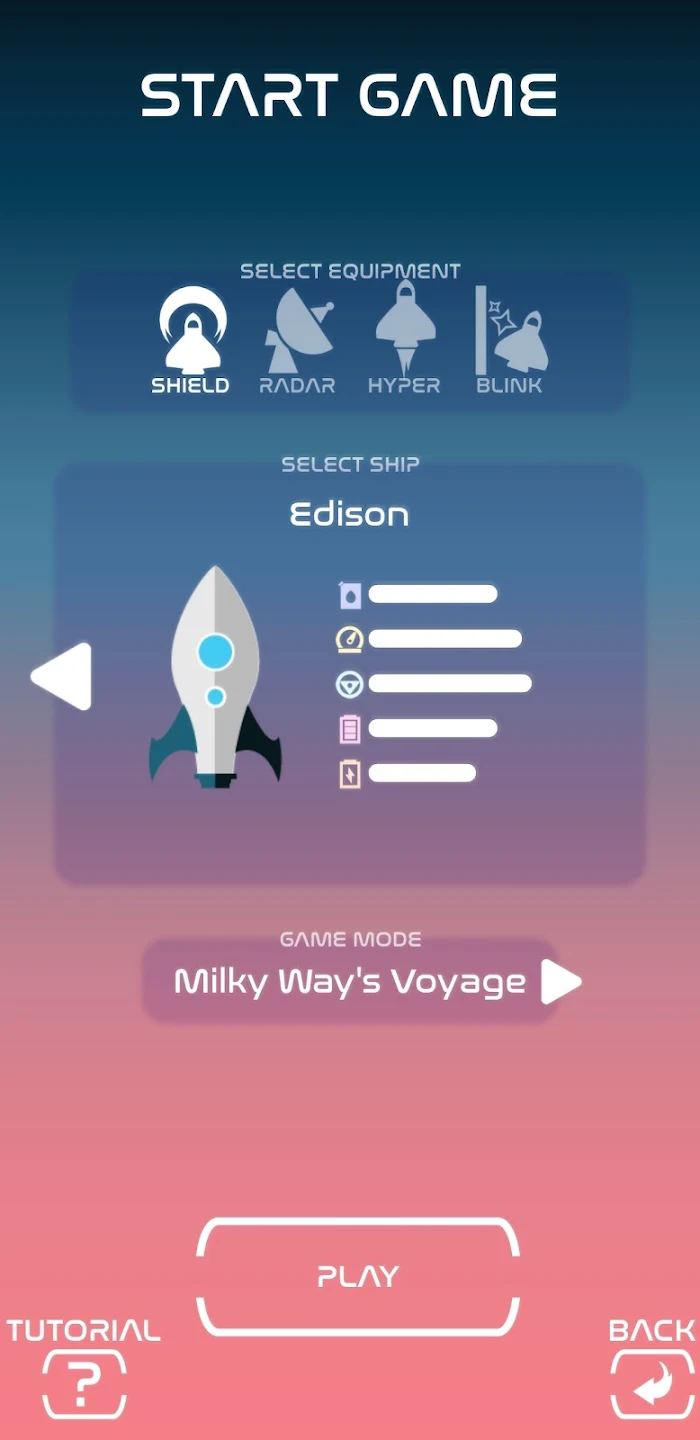 START GAME
SELECT EQUIPMENT
SHIELD RADAR HYPER BLINK
SELECT SHIP
Edison
GAME MODE
Milky Way's Voyage
PLAY
TUTORIAL
?
BACK